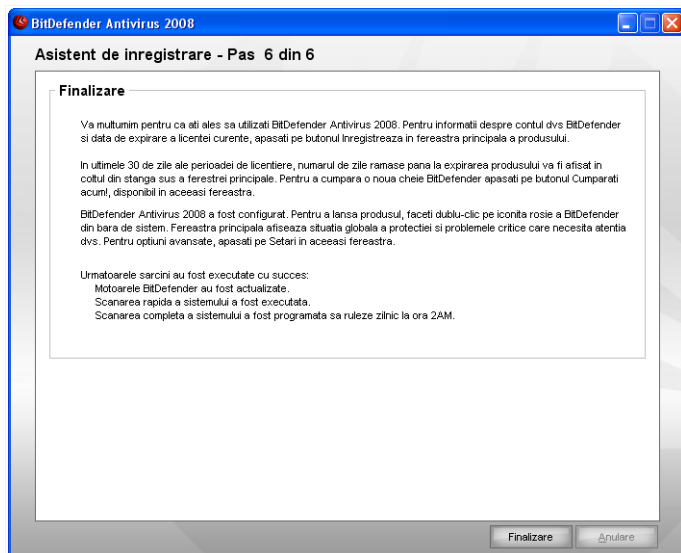 BitDefender Antivirus 2008
Asistent de inregistrare - Pas 6 din 6
Finalizare
Va multumim pentru ca ati ales sa utilizati BitDefender Antivirus 2008. Pentru informatii despre contul dvs BitDefender
si data de expirare a licentei curente, apasati pe butonul Inregistreaza in fereastra principala a produsului.
In ultimele 30 de zile ale perioadei de licentiere, numarul de zile ramase pana la expirarea produsului va fi afisat in
coltul din stanga sus a ferestrei principale. Pentru a cumpara o noua cheie BitDefender apasati pe butonul Cumparati
acum!, disponibil in aceeasi fereastra.
BitDefender Antivirus 2008 a fost configurat. Pentru a lansa produsul, faceti dublu-clic pe iconita rosie a BitDefender
din bara de sistem. Fereastra principala afiseaza situatia globala a protectiei si problemele critice care necesita atentia
dvs. Pentru optiuni avansate, apasati pe Setari in aceeasi fereastra.
Urmatoarele sarcini au fost executate cu succes:
Motoarele BitDefender au fost actualizate.
Scanarea rapida a sistemului a fost executata.
Scanarea completa a sistemului a fost programata sa ruleze zilnic la ora 2AM.
Finalizare
Anulare